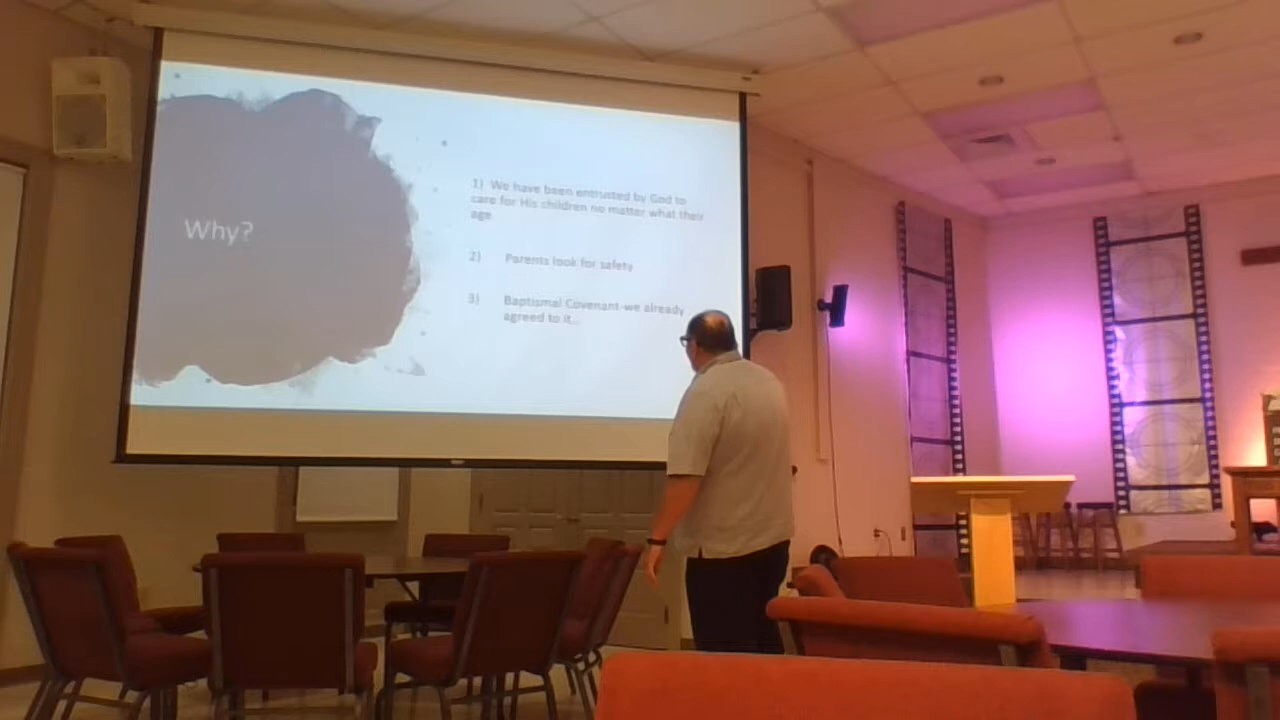 Why?
1) We have been entrusted by God to
care for His children no matter what their
age.
2) Parents look for safety
3) Baptismal Covenant-we already
agreed to it...